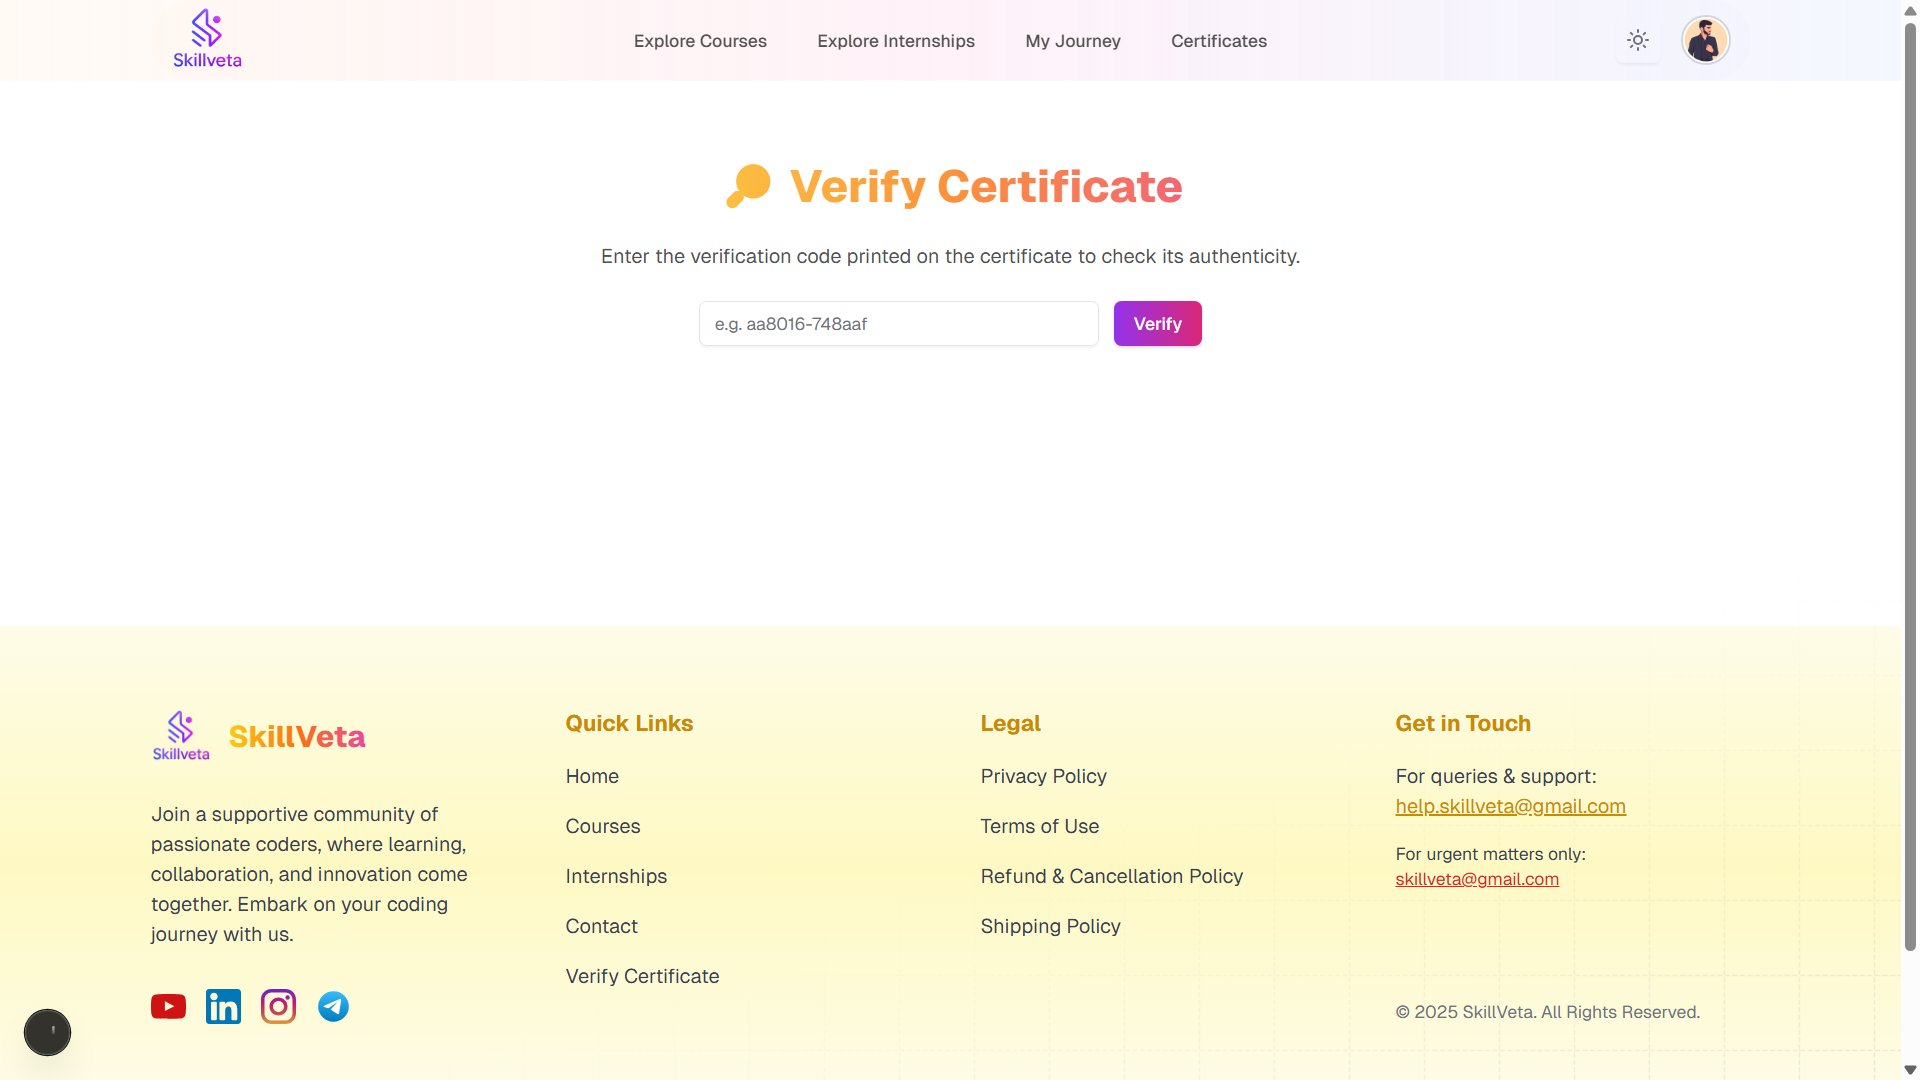 Skillveta
Explore Courses
Explore Internships
My Journey
Certificates
Verify Certificate
Enter the verification code printed on the certificate to check its authenticity.
e.g. aa8016-748aaf
Verify
Skillveta
SkillVeta
Join a supportive community of
passionate coders, where learning,
collaboration, and innovation come
together. Embark on your coding
journey with us.
Quick Links
Home
Courses
Internships
Contact
Verify Certificate
Legal
Privacy Policy
Terms of Use
Refund & Cancellation Policy
Shipping Policy
Get in Touch
For queries & support:
help.skillveta@gmail.com
For urgent matters only:
skillveta@gmail.com
© 2025 SkillVeta. All Rights Reserved.